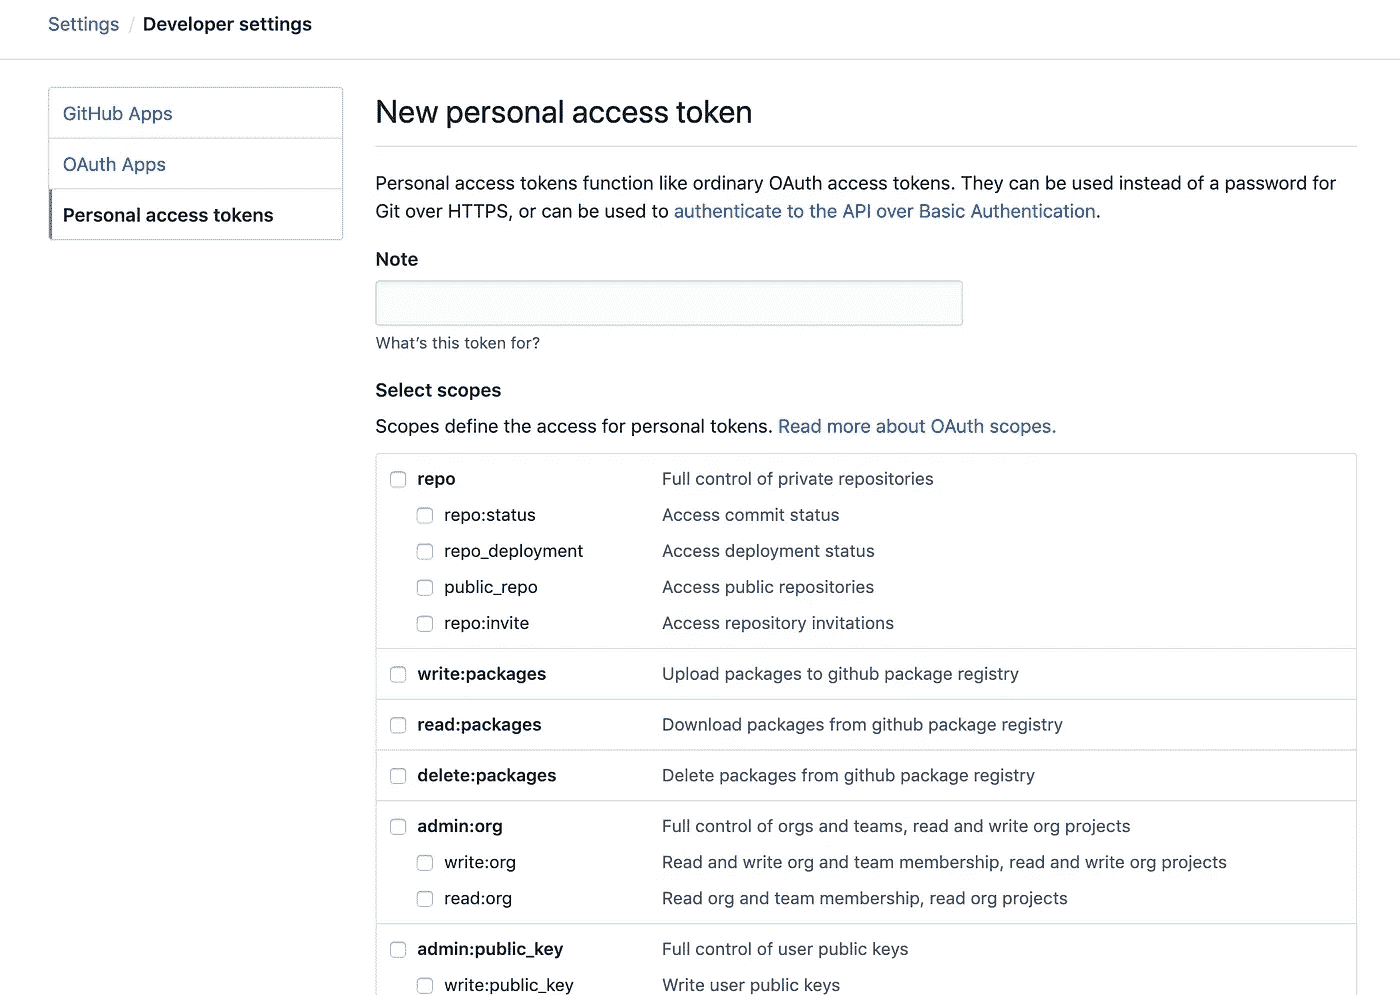 Settings / Developer settings
GitHub Apps
OAuth Apps
Personal access tokens
New personal access token
Personal access tokens function like ordinary OAuth access tokens. They can be used instead of a password for
Git over HTTPS, or can be used to authenticate to the API over Basic Authentication.
Note
What's this token for?
Select scopes
Scopes define the access for personal tokens. Read more about OAuth scopes.
repo Full control of private repositories
repo:status Access commit status
repo_deployment Access deployment status
public_repo Access public repositories
repo:invite Access repository invitations
write:packages Upload packages to github package registry
read:packages Download packages from github package registry
delete:packages Delete packages from github package registry
admin:org Full control of orgs and teams, read and write org projects
write:org Read and write org and team membership, read and write org projects
read:org Read org and team membership, read org projects
admin:public_key Full control of user public keys
write:public_key Write user public keys